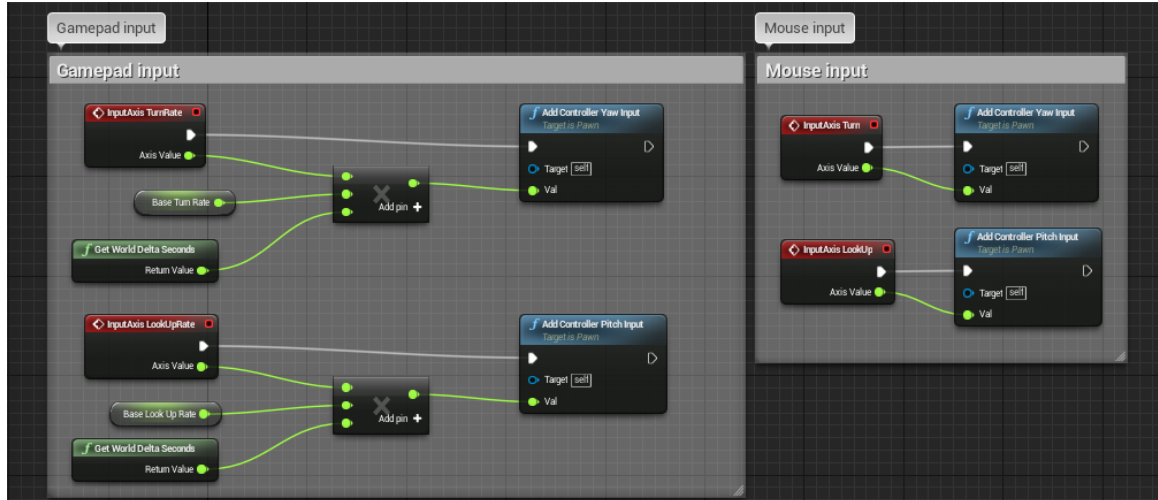 Gamepad input
Gamepad input
InputAxis TurnRate
Axis Value
Base Turn Rate
Get World Delta Seconds
Return Value
Add pin +
Add Controller Yaw Input
Target is Pawn
Target self
Val
InputAxis LookUpRate
Axis Value
Base Look Up Rate
Get World Delta Seconds
Return Value
Add pin +
Add Controller Pitch Input
Target is Pawn
Target self
Val
Mouse input
Mouse input
InputAxis Turn
Axis Value
Add Controller Yaw Input
Target is Pawn
Target self
Val
InputAxis LookUp
Axis Value
Add Controller Pitch Input
Target is Pawn
Target self
Val